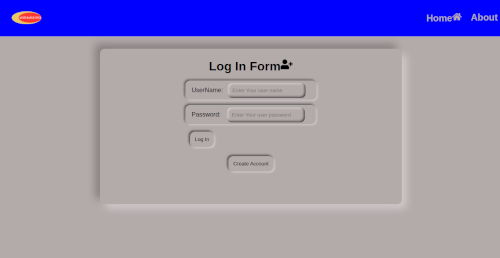 Home About
Log In Form
UserName: Enter Your user name
Password: Enter Your user password
Log In
Create Account